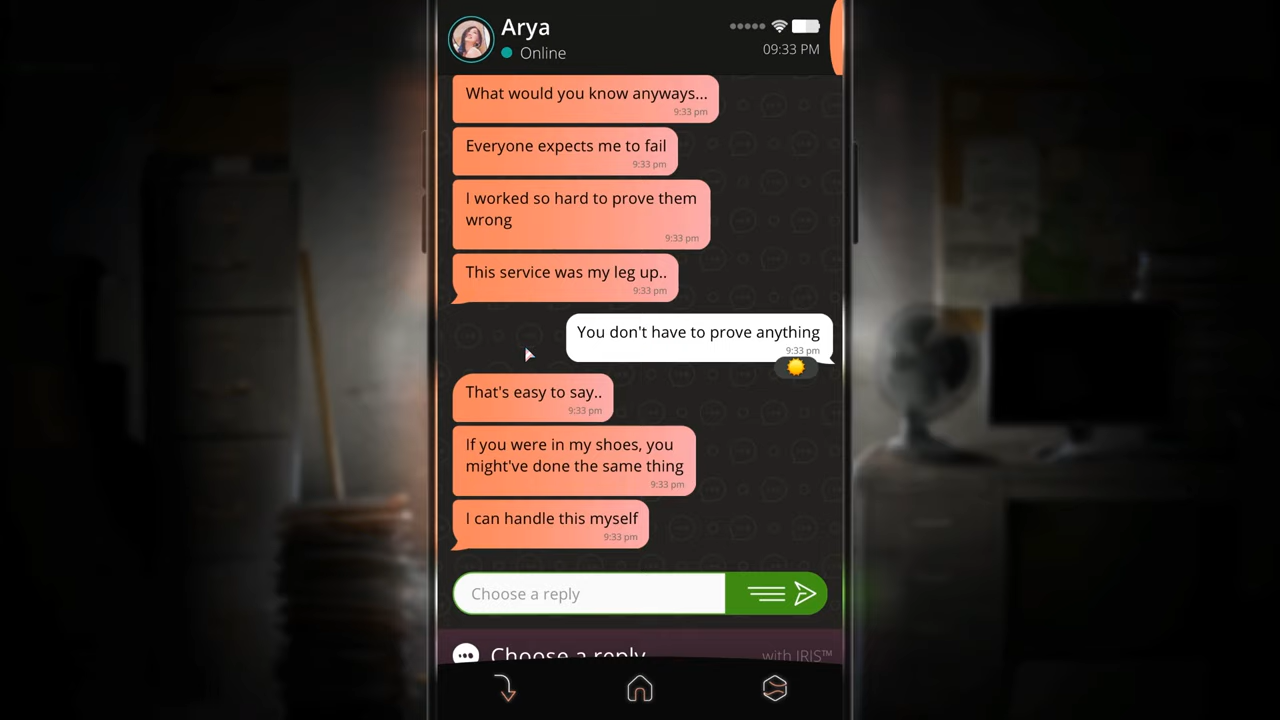 Arya
Online
09:33 PM
What would you know anyways...
9:33 pm
Everyone expects me to fail
9:33 pm
I worked so hard to prove them
wrong
9:33 pm
This service was my leg up..
9:33 pm
You don't have to prove anything
9:33 pm
That's easy to say..
9:33 pm
If you were in my shoes, you
might've done the same thing
9:33 pm
I can handle this myself
9:33 pm
Choose a reply
Choose a reply
with IRIS™